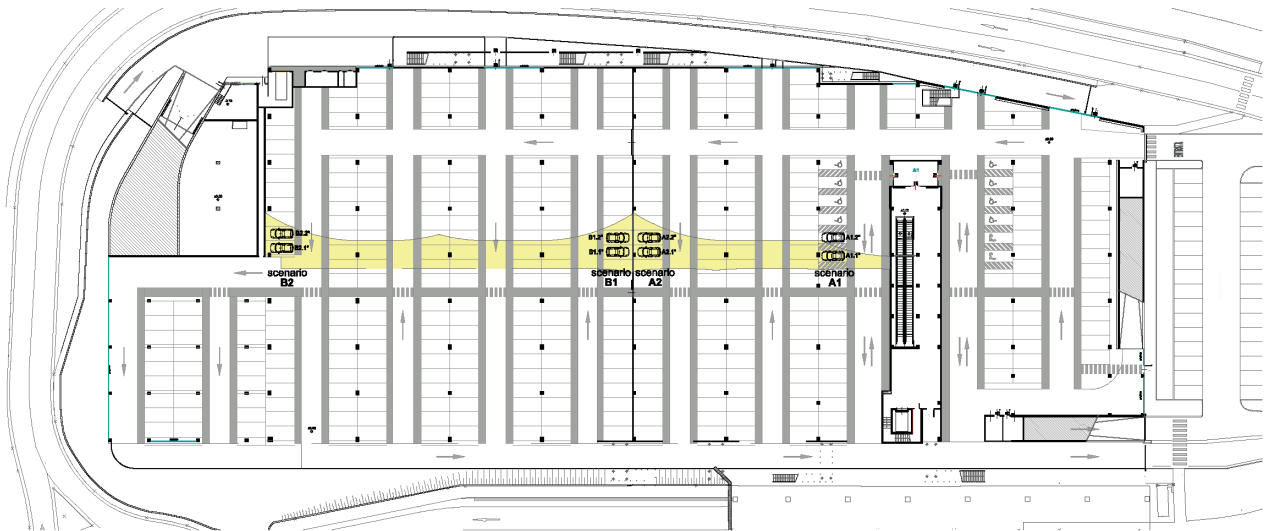 A1
B2.2°
B1.2°
A2.2°
A1.2°
B2.1°
B1.1°
A2.1°
A1.1°
scenario
B2
scenario
B1
scenario
A2
scenario
A1